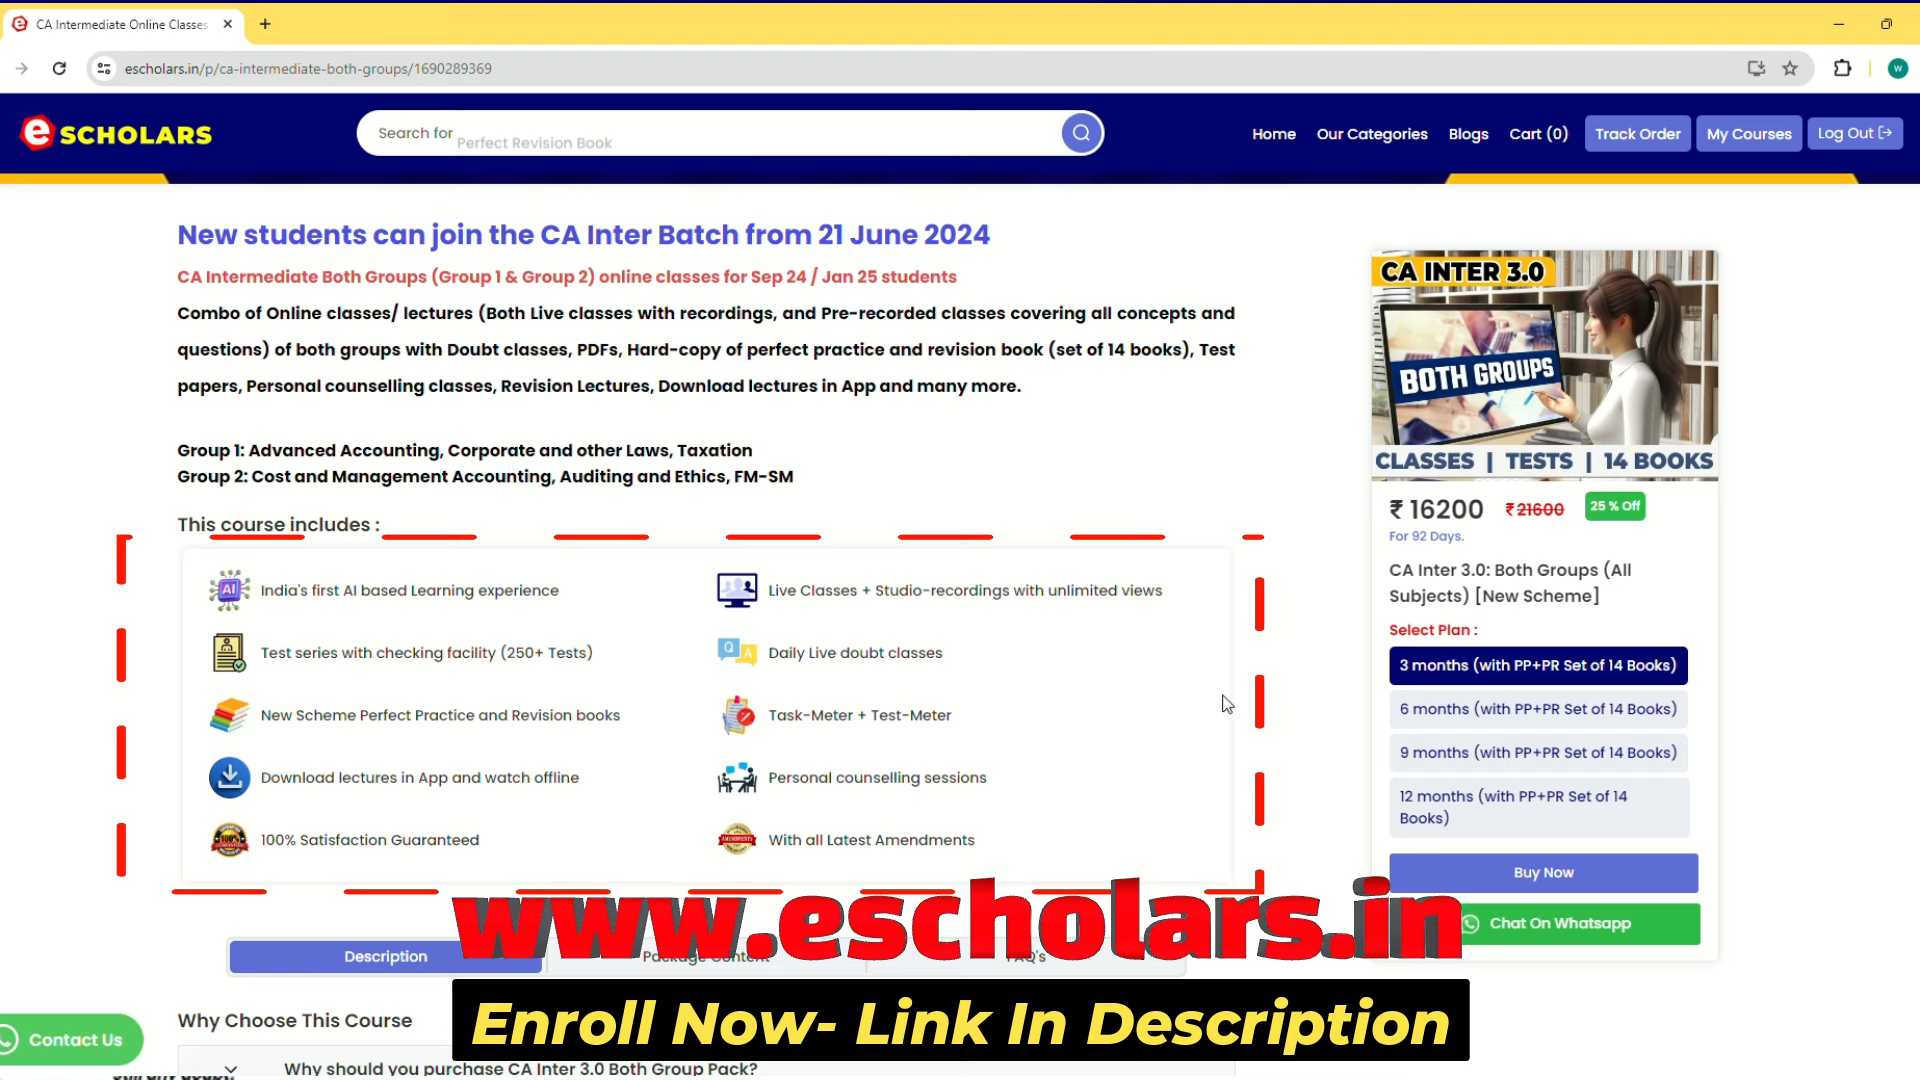 CA Intermediate Online Classes
escholars.in/p/ca-intermediate-both-groups/1690289369
W
e SCHOLARS
Search for
Perfect Revision Book
Home
Our Categories
Blogs
Cart (0)
Track Order
My Courses
Log Out
New students can join the CA Inter Batch from 21 June 2024
CA Intermediate Both Groups (Group 1 & Group 2) online classes for Sep 24 / Jan 25 students
Combo of Online classes/ lectures (Both Live classes with recordings, and Pre-recorded classes covering all concepts and
questions) of both groups with Doubt classes, PDFs, Hard-copy of perfect practice and revision book (set of 14 books), Test
papers, Personal counselling classes, Revision Lectures, Download lectures in App and many more.
Group 1: Advanced Accounting, Corporate and other Laws, Taxation
Group 2: Cost and Management Accounting, Auditing and Ethics, FM-SM
This course includes :
AI
India's first AI based Learning experience
Live Classes + Studio-recordings with unlimited views
Test series with checking facility (250+ Tests)
Q A
Daily Live doubt classes
New Scheme Perfect Practice and Revision books
Task-Meter + Test-Meter
Download lectures in App and watch offline
Personal counselling sessions
100%
100% Satisfaction Guaranteed
AMENDMENTS
With all Latest Amendments
CA INTER 3.0
BOTH GROUPS
CLASSES | TESTS | 14 BOOKS
₹ 16200
₹ 21600
25 % Off
For 92 Days.
CA Inter 3.0: Both Groups (All
Subjects) [New Scheme]
Select Plan :
3 months (with PP+PR Set of 14 Books)
6 months (with PP+PR Set of 14 Books)
9 months (with PP+PR Set of 14 Books)
12 months (with PP+PR Set of 14
Books)
Buy Now
Chat On Whatsapp
www.escholars.in
Description
Package Content
FAQ's
Enroll Now- Link In Description
Why Choose This Course
Contact Us
Why should you purchase CA Inter 3.0 Both Group Pack?